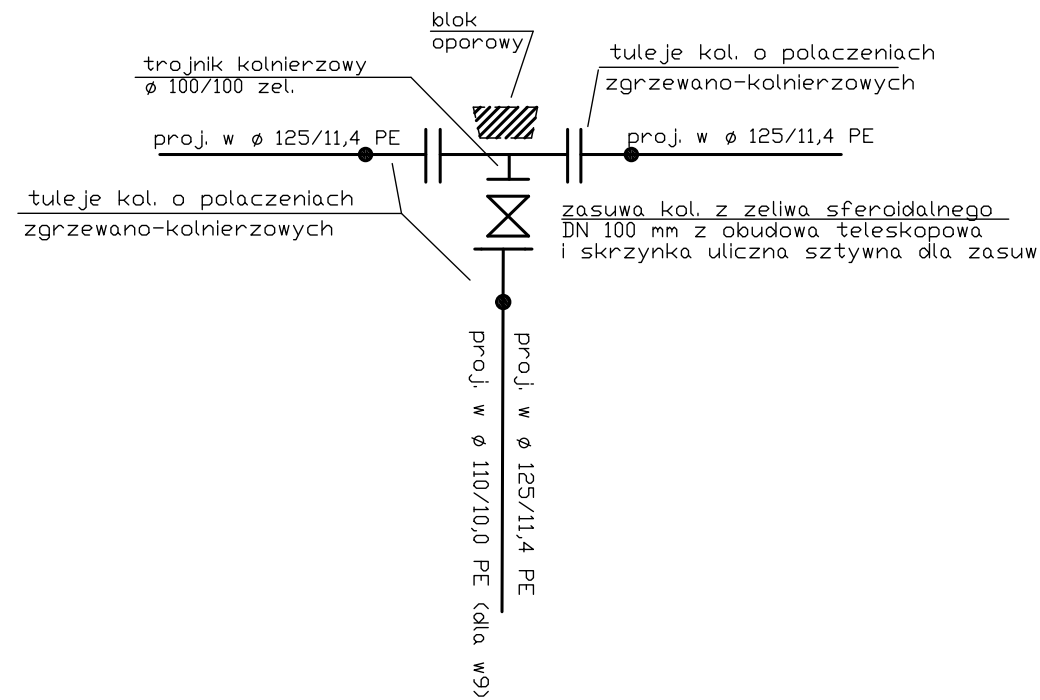 blok
oporowy
trojnik kolnierzowy
ø 100/100 zel.
tuleje kol. o polaczeniach
zgrzewano-kolnierzowych
proj. w ø 125/11,4 PE
proj. w ø 125/11,4 PE
tuleje kol. o polaczeniach
zgrzewano-kolnierzowych
zasuwa kol. z zeliwa sferoidalnego
DN 100 mm z obudowa teleskopowa
i skrzynka uliczna sztywna dla zasuw
proj. w ø 125/11,4 PE
proj. w ø 110/10,0 PE (dla w9)